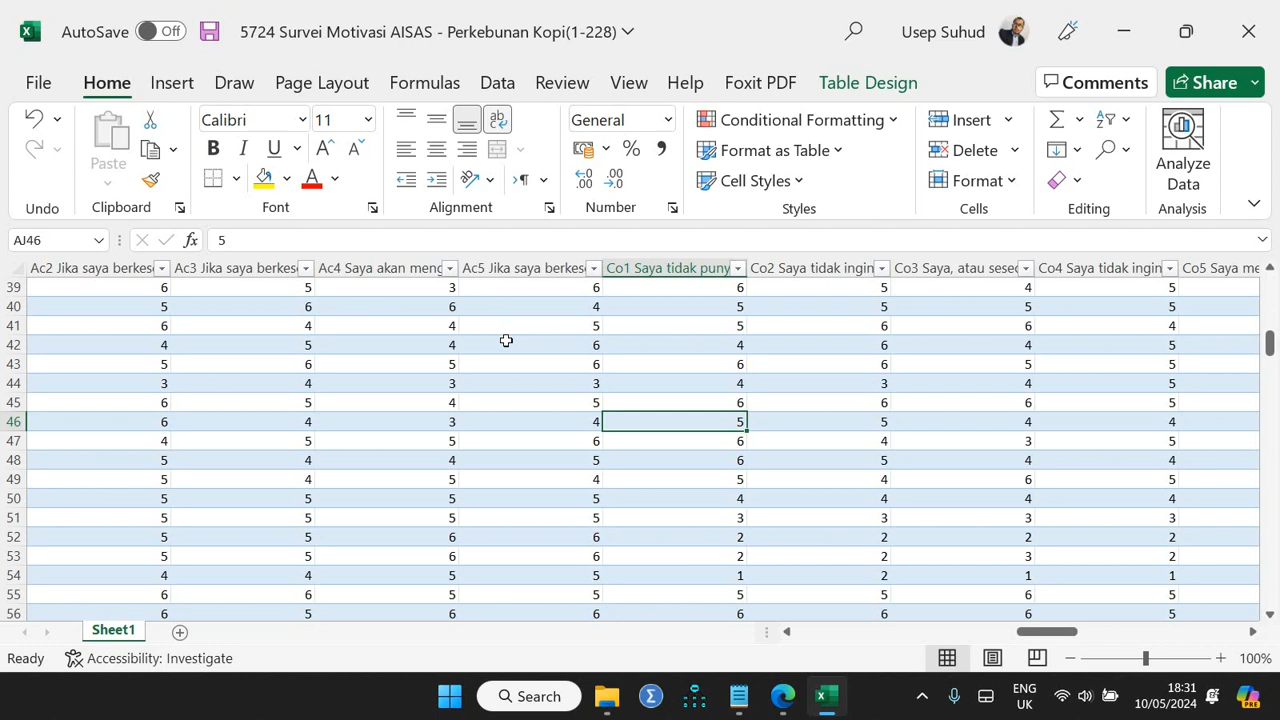 AutoSave Off 5724 Survei Motivasi AISAS - Perkebunan Kopi(1-228) Usep Suhud
File Home Insert Draw Page Layout Formulas Data Review View Help Foxit PDF Table Design Comments Share
Calibri 11 General Conditional Formatting Insert
Paste Format as Table Delete Analyze Data
Cell Styles Format
Undo Clipboard Font Alignment Number Styles Cells Editing Analysis
AJ46 fx 5
Ac2 Jika saya berkese Ac3 Jika saya berkes Ac4 Saya akan meng Ac5 Jika saya berkese Co1 Saya tidak puny Co2 Saya tidak ingin Co3 Saya, atau sesec Co4 Saya tidak ingin Co5 Saya me
39 6 5 3 6 6 5 4 5
40 5 6 6 4 5 5 5 5
41 6 4 4 5 5 6 6 4
42 4 5 4 6 4 6 4 5
43 5 6 5 6 6 6 5 5
44 3 4 3 3 4 3 4 5
45 6 5 4 5 6 6 6 5
46 6 4 3 4 5 5 4 4
47 4 5 5 6 6 4 3 5
48 5 4 4 5 6 5 4 4
49 5 4 5 4 5 4 6 5
50 5 5 5 5 4 4 4 4
51 5 5 5 5 3 3 3 3
52 5 5 6 6 2 2 2 2
53 5 5 6 6 2 2 3 2
54 4 4 5 5 1 2 1 1
55 6 6 5 5 5 5 6 5
56 6 5 6 6 6 6 6 5
Sheet1
Ready Accessibility: Investigate 100%
Search ENG UK 18:31 10/05/2024 PRE